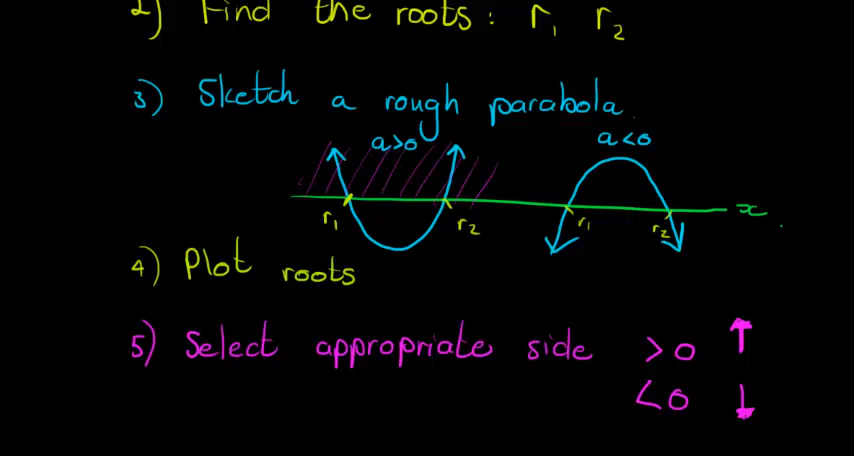 2) Find the roots: r₁ r₂
3) Sketch a rough parabola.
a>0 a<0
r₁ r₂ r₁ r₂ x
4) Plot roots
5) Select appropriate side >0 ↑
<0 ↓